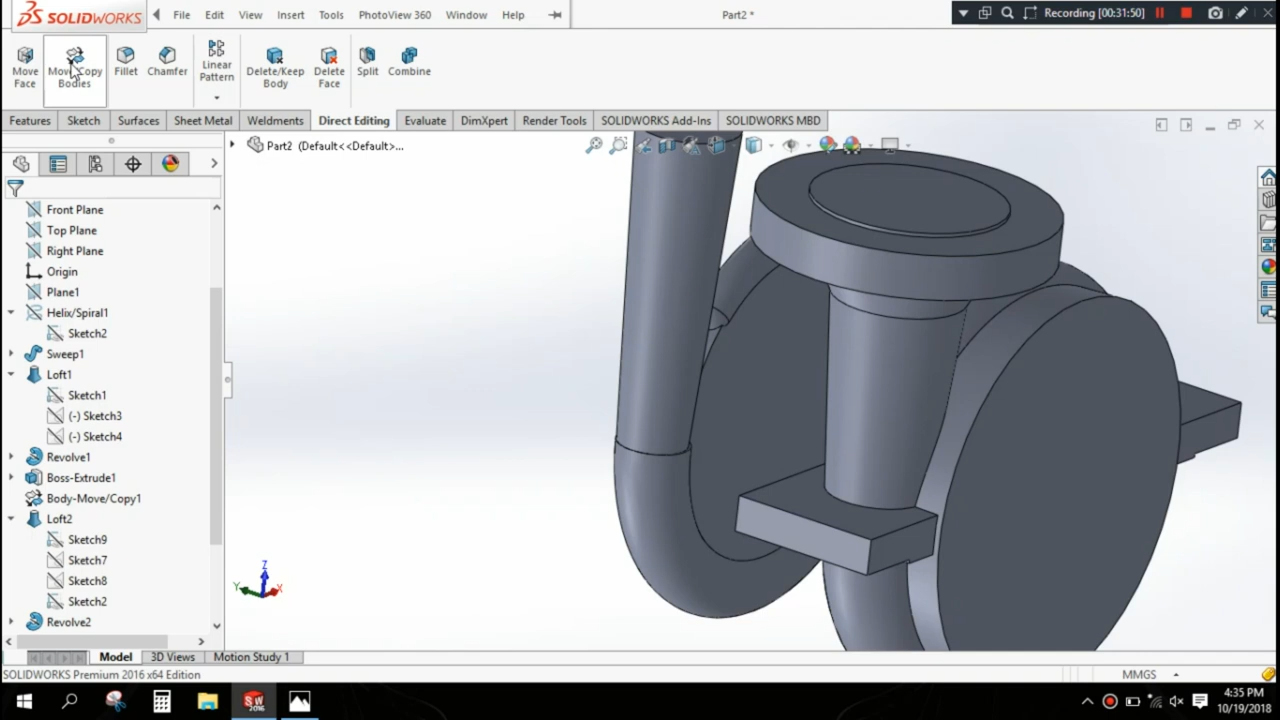 SOLIDWORKS File Edit View Insert Tools PhotoView 360 Window Help Part2 * Recording [00:31:50]
Move Face
Move/Copy Bodies
Fillet
Chamfer
Linear Pattern
Delete/Keep Body
Delete Face
Split
Combine
Features Sketch Surfaces Sheet Metal Weldments Direct Editing Evaluate DimXpert Render Tools SOLIDWORKS Add-Ins SOLIDWORKS MBD
Part2 (Default<<Default>...
Front Plane
Top Plane
Right Plane
Origin
Plane1
Helix/Spiral1
Sketch2
Sweep1
Loft1
Sketch1
(-) Sketch3
(-) Sketch4
Revolve1
Boss-Extrude1
Body-Move/Copy1
Loft2
Sketch9
Sketch7
Sketch8
Sketch2
Revolve2
Z
Y
X
Model 3D Views Motion Study 1
SOLIDWORKS Premium 2016 x64 Edition MMGS
SW
2016
4:35 PM
10/19/2018